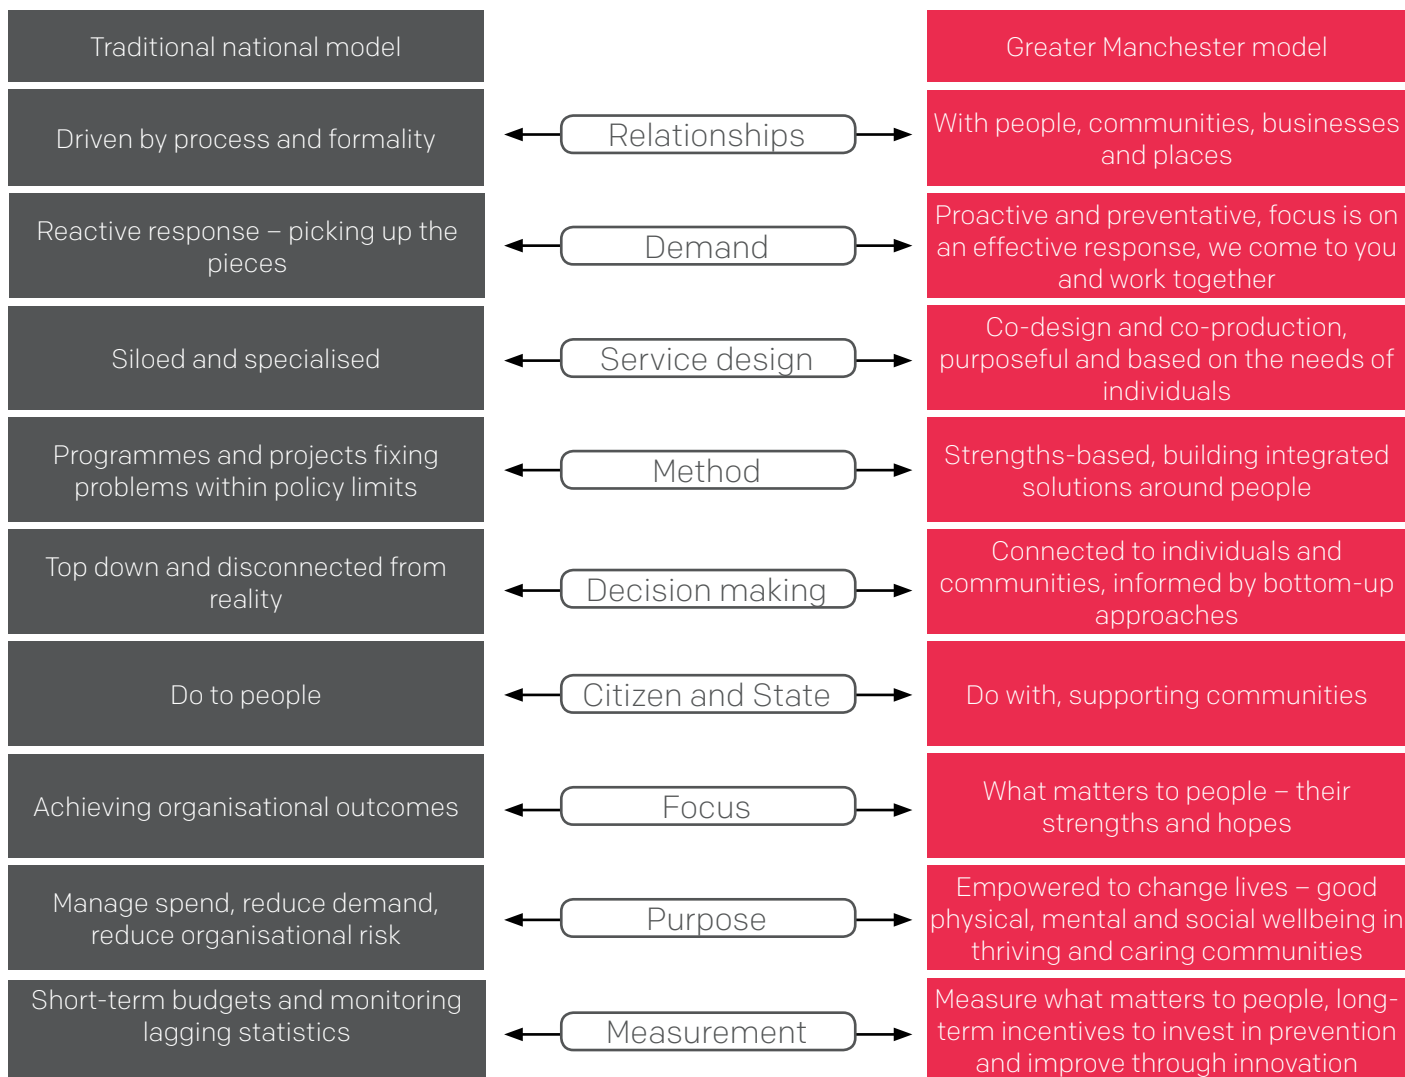 Traditional national model
Greater Manchester model
Driven by process and formality
Relationships
With people, communities, businesses
and places
Reactive response – picking up the
pieces
Demand
Proactive and preventative, focus is on
an effective response, we come to you
and work together
Siloed and specialised
Service design
Co-design and co-production,
purposeful and based on the needs of
individuals
Programmes and projects fixing
problems within policy limits
Method
Strengths-based, building integrated
solutions around people
Top down and disconnected from
reality
Decision making
Connected to individuals and
communities, informed by bottom-up
approaches
Do to people
Citizen and State
Do with, supporting communities
Achieving organisational outcomes
Focus
What matters to people – their
strengths and hopes
Manage spend, reduce demand,
reduce organisational risk
Purpose
Empowered to change lives – good
physical, mental and social wellbeing in
thriving and caring communities
Short-term budgets and monitoring
lagging statistics
Measurement
Measure what matters to people, long-
term incentives to invest in prevention
and improve through innovation